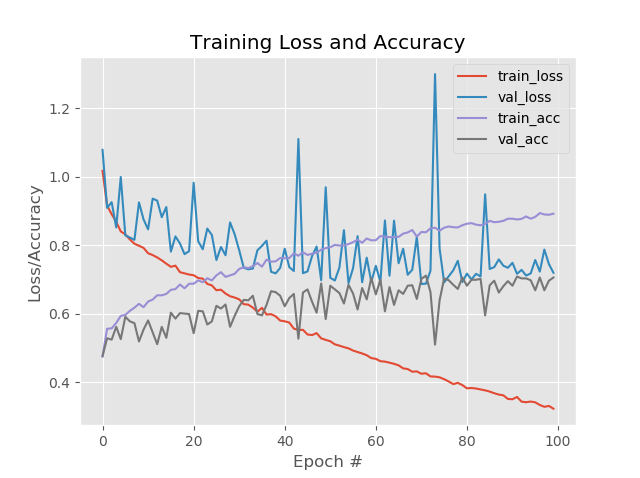 Training Loss and Accuracy
train_loss
val_loss
train_acc
val_acc
Loss/Accuracy
1.2
1.0
0.8
0.6
0.4
0 20 40 60 80 100
Epoch #